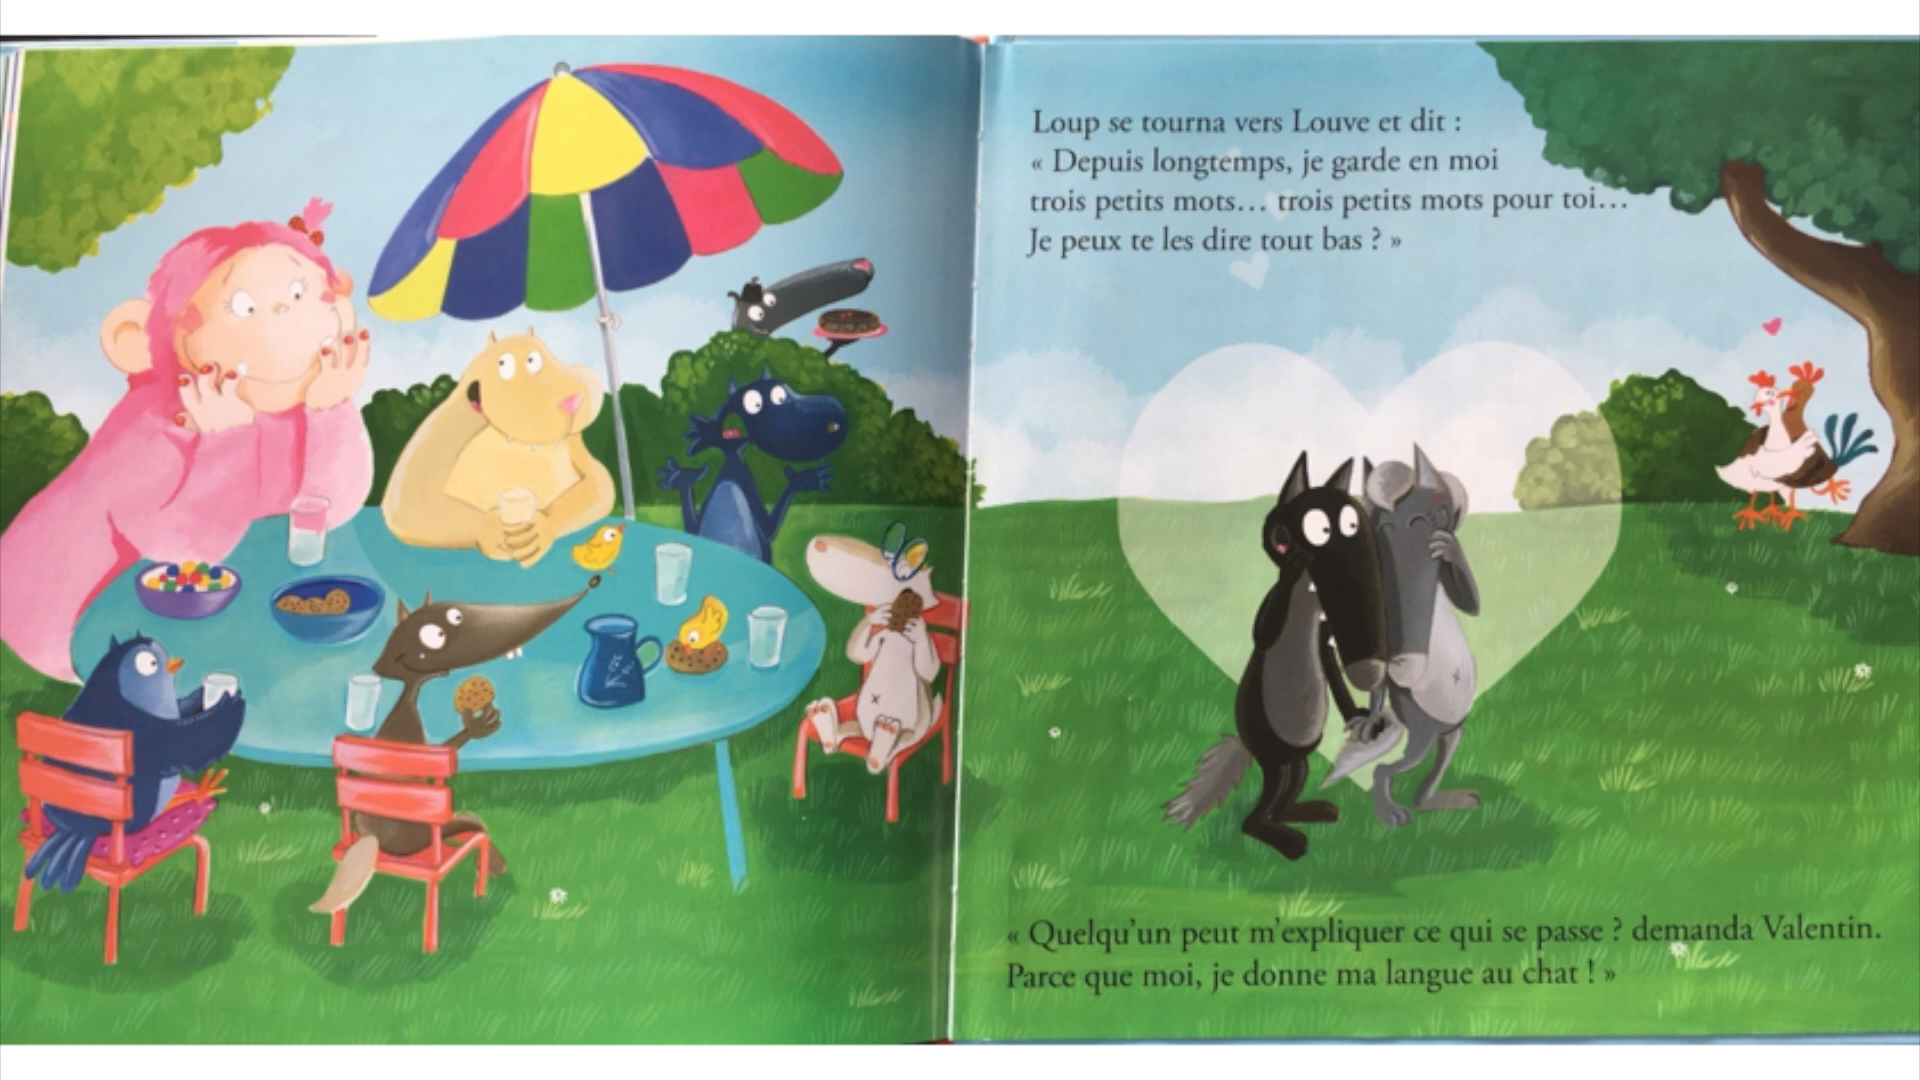 Loup se tourna vers Louve et dit :
« Depuis longtemps, je garde en moi
trois petits mots… trois petits mots pour toi…
Je peux te les dire tout bas ? »
« Quelqu’un peut m’expliquer ce qui se passe ? demanda Valentin.
Parce que moi, je donne ma langue au chat ! »